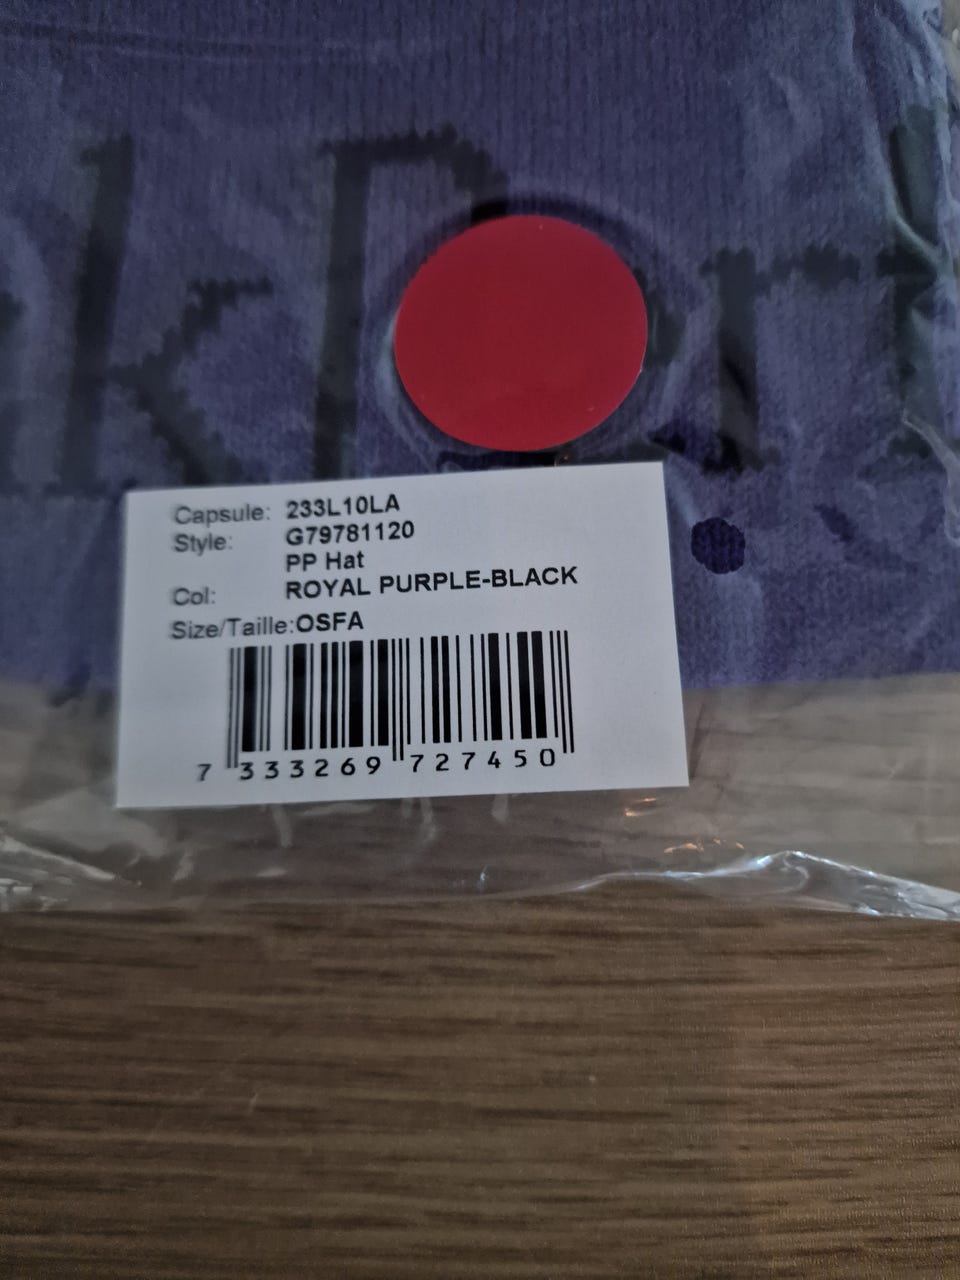 Capsule: 233L10LA
Style: G79781120
PP Hat
Col: ROYAL PURPLE-BLACK
Size/Taille:OSFA
7 333269 727450